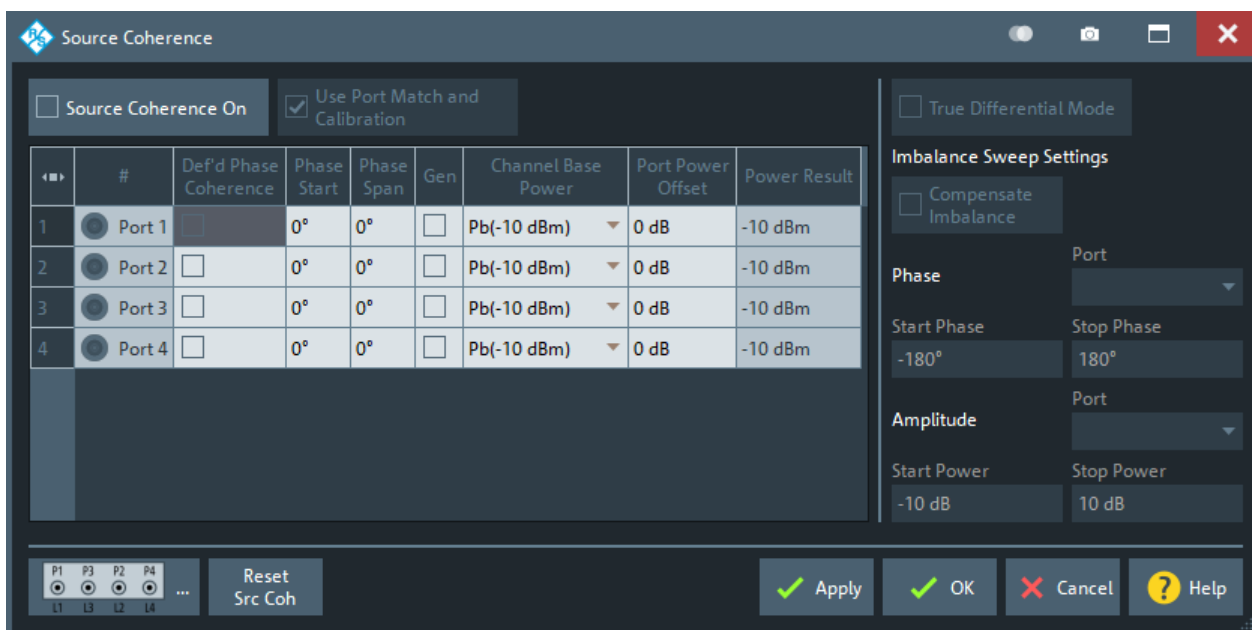 R&S
Source Coherence
Source Coherence On
Use Port Match and
Calibration
# Def'd Phase Coherence Phase Start Phase Span Gen Channel Base Power Port Power Offset Power Result
1 Port 1 0° 0° Pb(-10 dBm) 0 dB -10 dBm
2 Port 2 0° 0° Pb(-10 dBm) 0 dB -10 dBm
3 Port 3 0° 0° Pb(-10 dBm) 0 dB -10 dBm
4 Port 4 0° 0° Pb(-10 dBm) 0 dB -10 dBm
True Differential Mode
Imbalance Sweep Settings
Compensate
Imbalance
Port
Phase
Start Phase Stop Phase
-180° 180°
Port
Amplitude
Start Power Stop Power
-10 dB 10 dB
P1 P3 P2 P4
L1 L3 L2 L4
...
Reset
Src Coh
Apply
OK
Cancel
? Help